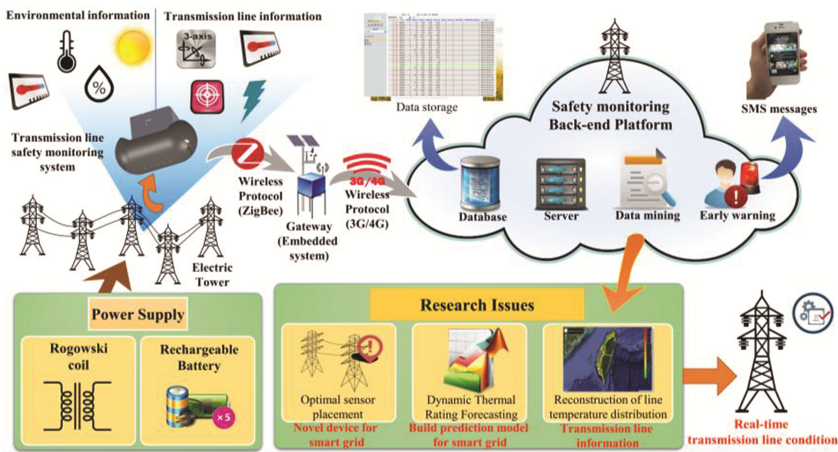 Environmental information
Transmission line information
3-axis
%
Transmission line
safety monitoring
system
Wireless
Protocol
(ZigBee)
Gateway
(Embedded
system)
3G/4G
Wireless
Protocol
(3G/4G)
Electric
Tower
Data storage
Safety monitoring
Back-end Platform
SMS messages
Database
Server
Data mining
Early warning
Power Supply
Rogowski
coil
Rechargeable
Battery
×5
Research Issues
Optimal sensor
placement
Novel device for
smart grid
Dynamic Thermal
Rating Forecasting
Build prediction model
for smart grid
Reconstruction of line
temperature distribution
Transmission line
information
Real-time
transmission line condition